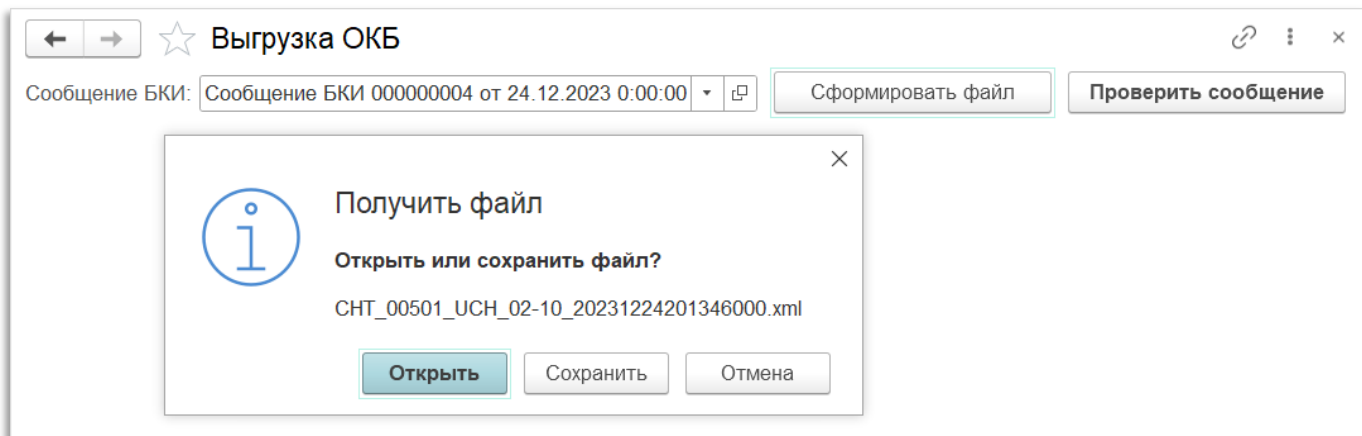 Выгрузка ОКБ
Сообщение БКИ: Сообщение БКИ 000000004 от 24.12.2023 0:00:00 Сформировать файл Проверить сообщение
Получить файл
Открыть или сохранить файл?
CHT_00501_UCH_02-10_20231224201346000.xml
Открыть Сохранить Отмена